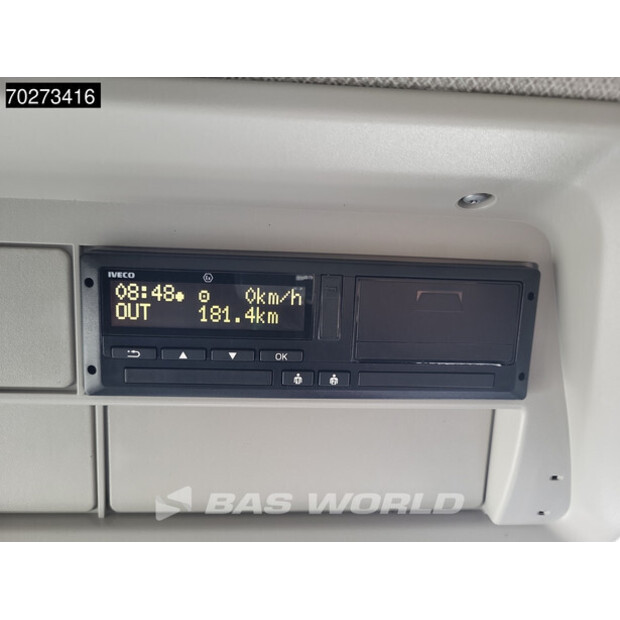 70273416
IVECO
08:48 0km/h
OUT 181.4km
OK
BAS WORLD